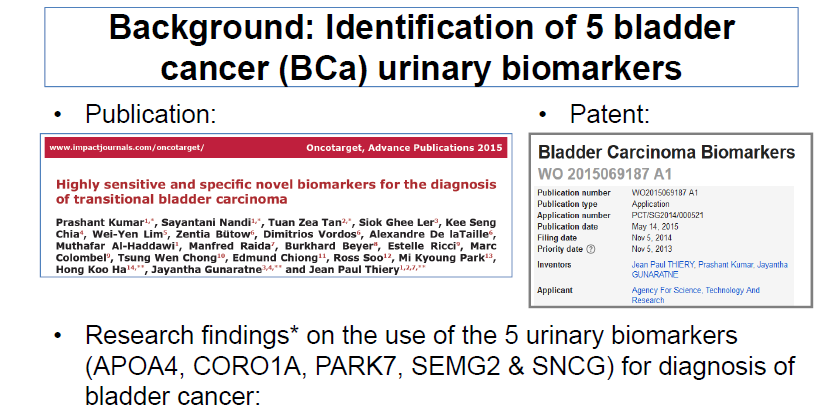 Background: Identification of 5 bladder
cancer (BCa) urinary biomarkers
• Publication:
www.impactjournals.com/oncotarget/ Oncotarget, Advance Publications 2015
Highly sensitive and specific novel biomarkers for the diagnosis
of transitional bladder carcinoma
Prashant Kumar1,*, Sayantani Nandi1,*, Tuan Zea Tan2,*, Siok Ghee Ler3, Kee Seng
Chia4, Wei-Yen Lim5, Zentia Bütow6, Dimitrios Vordos6, Alexandre De laTaille6,
Muthafar Al-Haddawi1, Manfred Raida7, Burkhard Beyer8, Estelle Ricci9, Marc
Colombel9, Tsung Wen Chong10, Edmund Chiong11, Ross Soo12, Mi Kyoung Park13,
Hong Koo Ha14,**, Jayantha Gunaratne3,4,** and Jean Paul Thiery1,2,7,**
• Patent:
Bladder Carcinoma Biomarkers
WO 2015069187 A1
Publication number WO2015069187 A1
Publication type Application
Application number PCT/SG2014/000521
Publication date May 14, 2015
Filing date Nov 5, 2014
Priority date ? Nov 5, 2013
Inventors Jean Paul THIERY, Prashant Kumar, Jayantha
GUNARATNE
Applicant Agency For Science, Technology And
Research
• Research findings* on the use of the 5 urinary biomarkers
(APOA4, CORO1A, PARK7, SEMG2 & SNCG) for diagnosis of
bladder cancer: